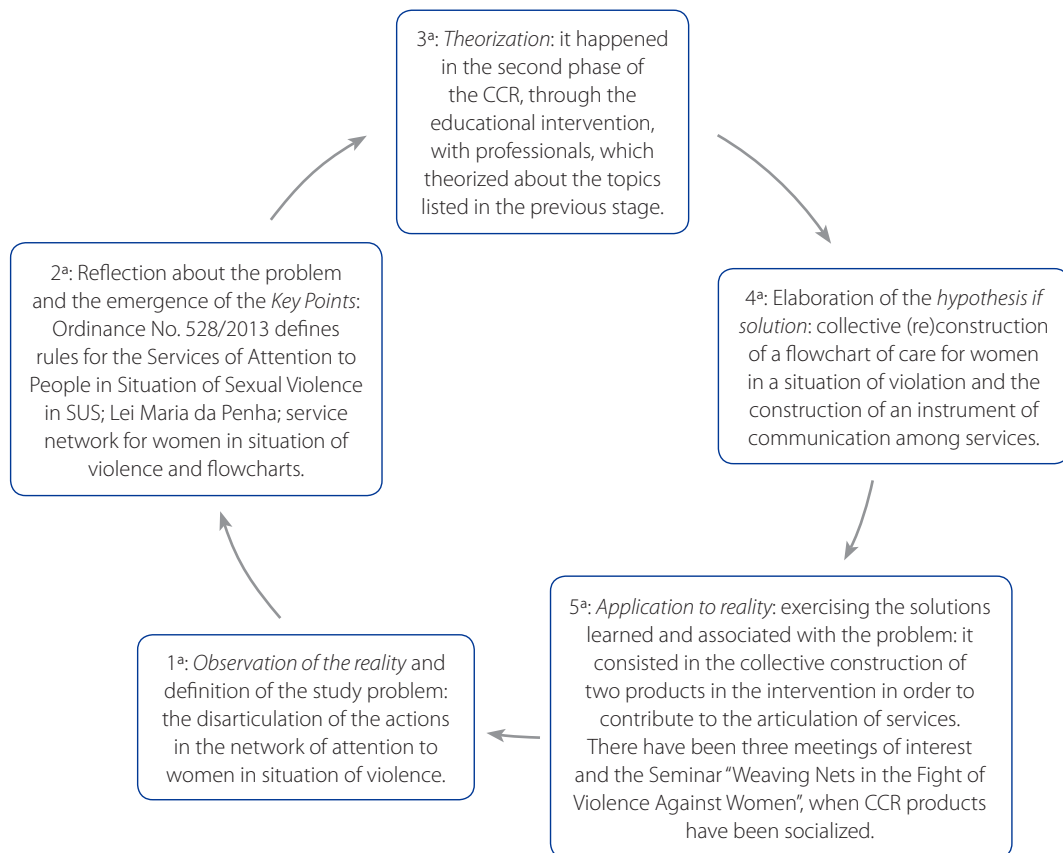 3ª: Theorization: it happened
in the second phase of
the CCR, through the
educational intervention,
with professionals, which
theorized about the topics
listed in the previous stage.
2ª: Reflection about the problem
and the emergence of the Key Points:
Ordinance No. 528/2013 defines
rules for the Services of Attention to
People in Situation of Sexual Violence
in SUS; Lei Maria da Penha; service
network for women in situation of
violence and flowcharts.
4ª: Elaboration of the hypothesis if
solution: collective (re)construction
of a flowchart of care for women
in a situation of violation and the
construction of an instrument of
communication among services.
1ª: Observation of the reality and
definition of the study problem:
the disarticulation of the actions
in the network of attention to
women in situation of violence.
5ª: Application to reality: exercising the solutions
learned and associated with the problem: it
consisted in the collective construction of
two products in the intervention in order to
contribute to the articulation of services.
There have been three meetings of interest
and the Seminar “Weaving Nets in the Fight of
Violence Against Women”, when CCR products
have been socialized.